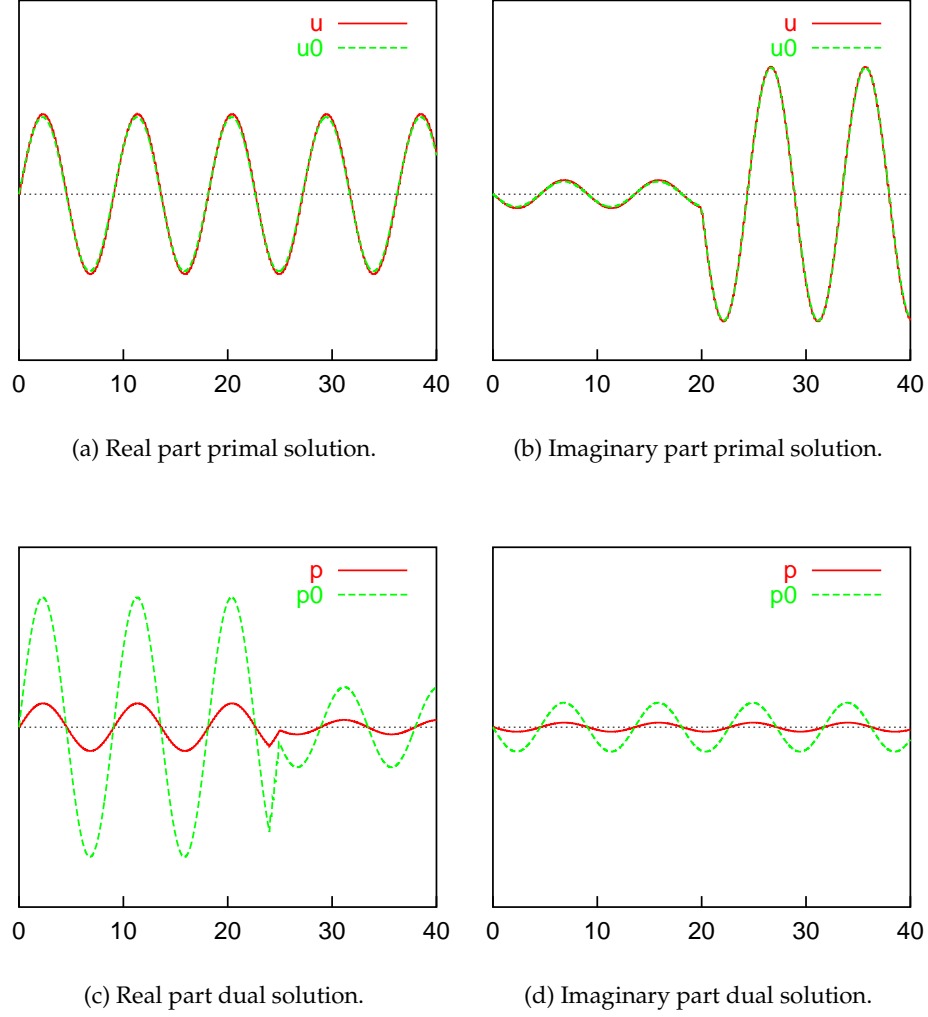 u
u0
0 10 20 30 40
(a) Real part primal solution.
u
u0
0 10 20 30 40
(b) Imaginary part primal solution.
p
p0
0 10 20 30 40
(c) Real part dual solution.
p
p0
0 10 20 30 40
(d) Imaginary part dual solution.